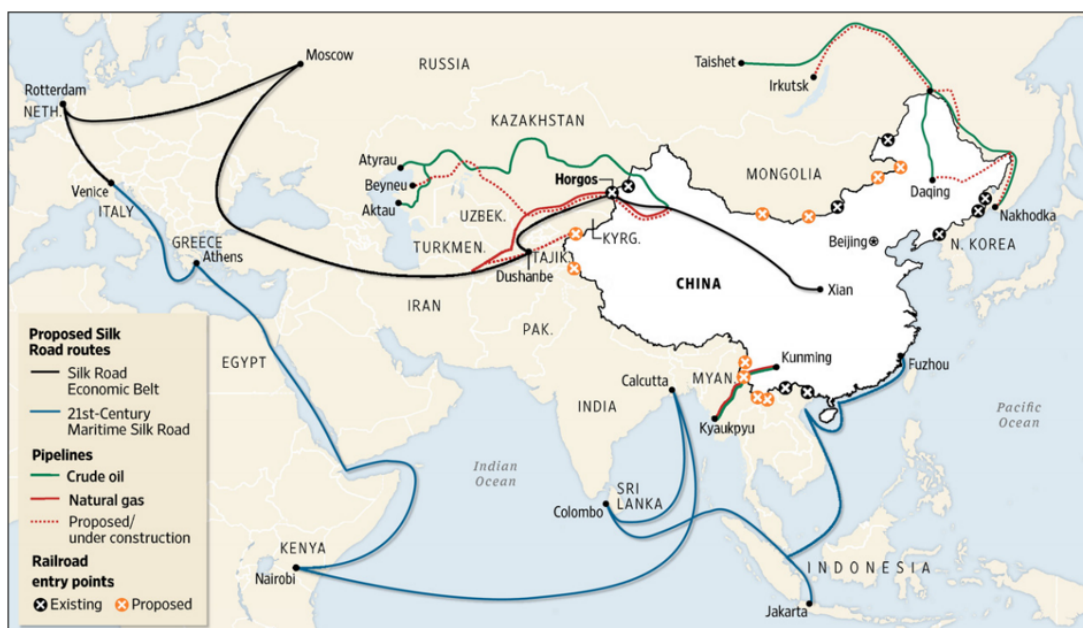 Moscow
RUSSIA
Taishet
Irkutsk
Rotterdam
NETH.
KAZAKHSTAN
Atyrau
Beyneu
Aktau
Horgos
MONGOLIA
Daqing
Nakhodka
Venice
ITALY
UZBEK.
TURKMEN.
KYRG.
Beijing
N. KOREA
GREECE
Athens
TAJIK.
Dushanbe
CHINA
Xian
IRAN
PAK.
EGYPT
Kunming
Fuzhou
MYAN.
Calcutta
INDIA
Kyaukpyu
Pacific
Ocean
Indian
Ocean
SRI
LANKA
Colombo
KENYA
Nairobi
INDONESIA
Jakarta
Proposed Silk
Road routes
Silk Road
Economic Belt
21st-Century
Maritime Silk Road
Pipelines
Crude oil
Natural gas
Proposed/
under construction
Railroad
entry points
Existing
Proposed